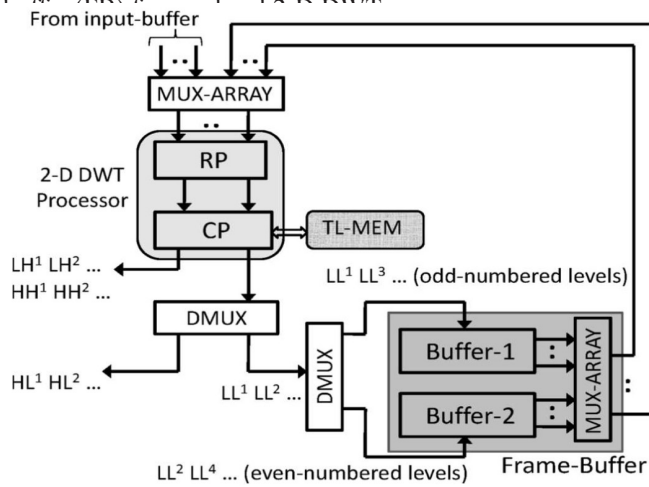 From input-buffer
MUX-ARRAY
RP
2-D DWT
Processor
CP
TL-MEM
LH¹ LH² ...
HH¹ HH² ...
LL¹ LL³ ... (odd-numbered levels)
DMUX
Buffer-1
DMUX
MUX-ARRAY
HL¹ HL² ...
LL¹ LL² ...
Buffer-2
LL² LL⁴ ... (even-numbered levels)
Frame-Buffer